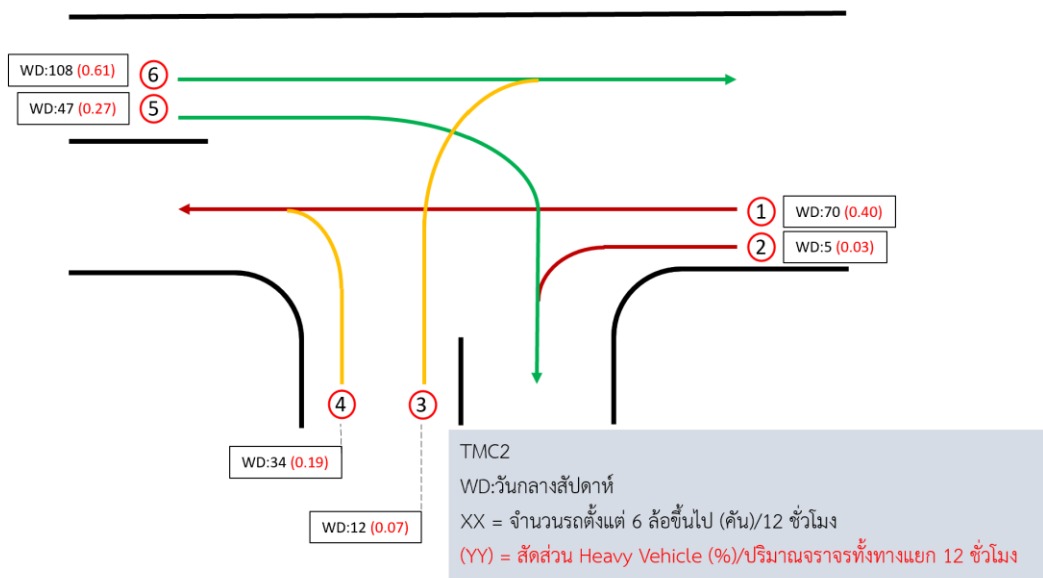 WD:108 (0.61) 6
WD:47 (0.27) 5
1 WD:70 (0.40)
2 WD:5 (0.03)
4 3
WD:34 (0.19)
WD:12 (0.07)
TMC2
WD:วันกลางสัปดาห์
XX = จำนวนรถตั้งแต่ 6 ล้อขึ้นไป (คัน)/12 ชั่วโมง
(YY) = สัดส่วน Heavy Vehicle (%)/ปริมาณจราจรทั้งทางแยก 12 ชั่วโมง